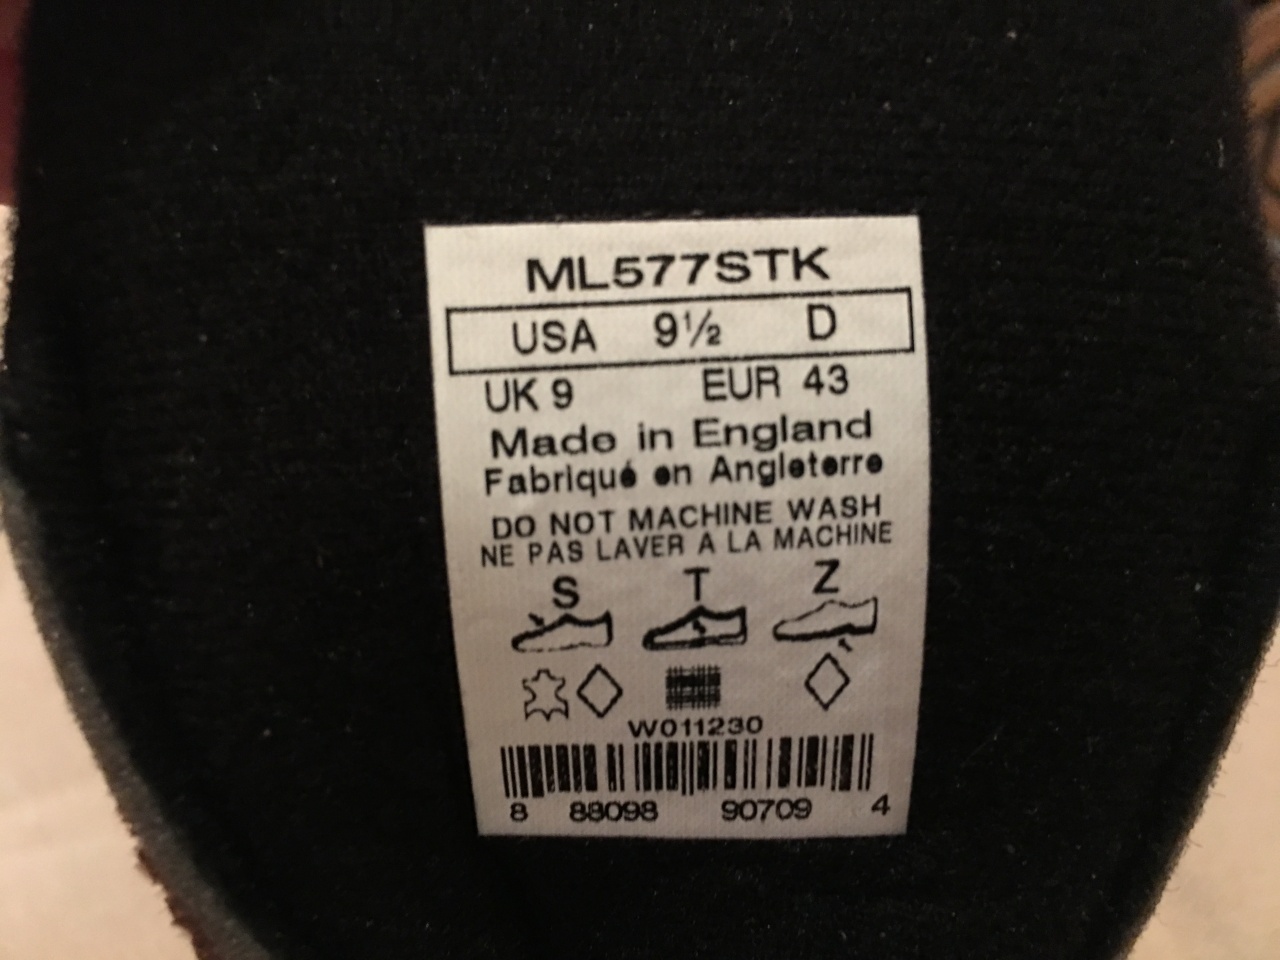 ML577STK
USA 9½ D
UK 9 EUR 43
Made in England
Fabriqué en Angleterre
DO NOT MACHINE WASH
NE PAS LAVER A LA MACHINE
S T Z
W011230
8 88098 90709 4